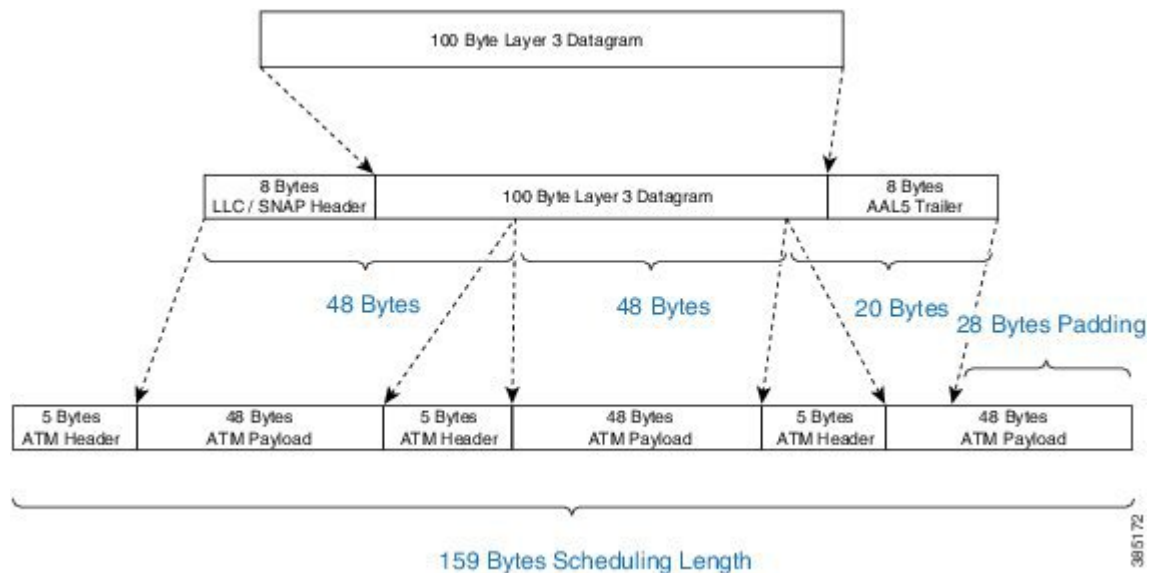 100 Byte Layer 3 Datagram
8 Bytes
LLC / SNAP Header
100 Byte Layer 3 Datagram
8 Bytes
AAL5 Trailer
48 Bytes
48 Bytes
20 Bytes
28 Bytes Padding
5 Bytes
ATM Header
48 Bytes
ATM Payload
5 Bytes
ATM Header
48 Bytes
ATM Payload
5 Bytes
ATM Header
48 Bytes
ATM Payload
159 Bytes Scheduling Length
385172